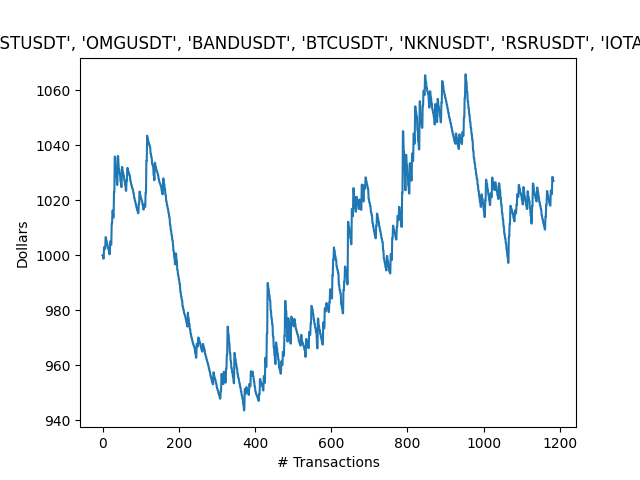 STUSDT', 'OMGUSDT', 'BANDUSDT', 'BTCUSDT', 'NKNUSDT', 'RSRUSDT', 'IOTA
1060
1040
1020
1000
980
960
940
Dollars
0 200 400 600 800 1000 1200
# Transactions